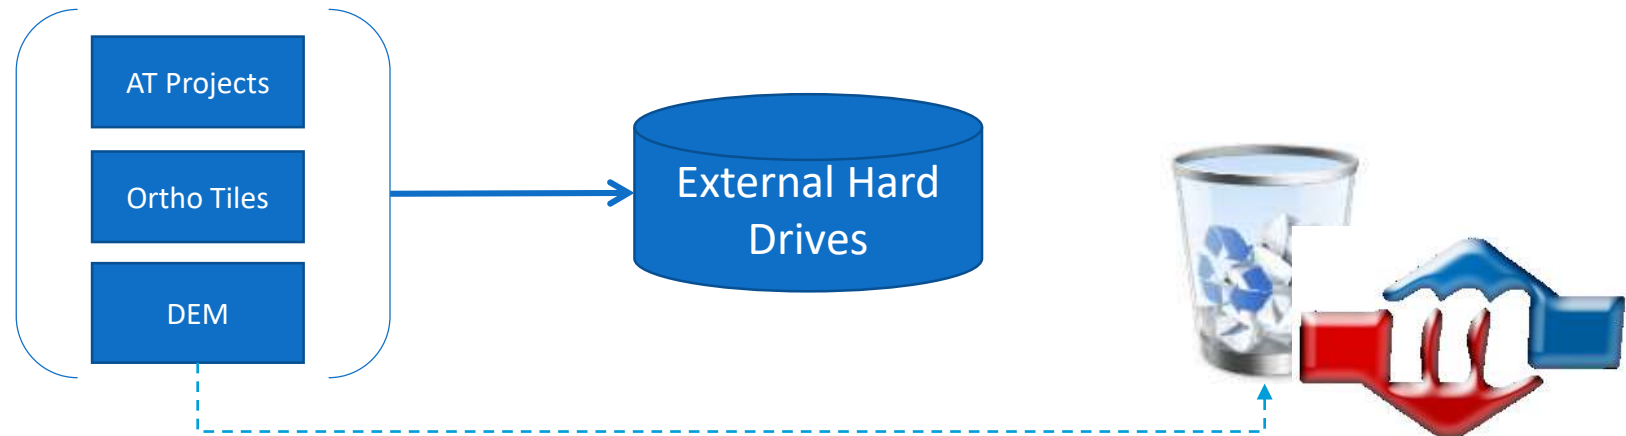 AT Projects
Ortho Tiles
DEM
External Hard
Drives